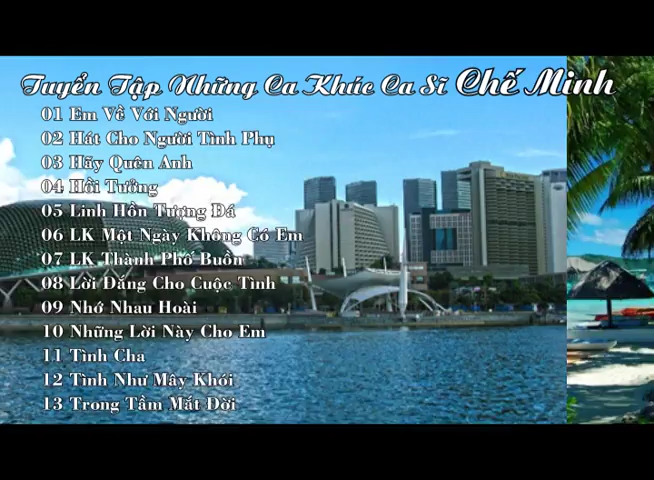 Tuyển Tập Những Ca Khúc Ca Sĩ Chế Minh
01 Em Về Với Người
02 Hát Cho Người Tình Phụ
03 Hãy Quên Anh
04 Hồi Tưởng
05 Linh Hồn Tượng Đá
06 LK Một Ngày Không Có Em
07 LK Thành Phố Buồn
08 Lời Đắng Cho Cuộc Tình
09 Nhớ Nhau Hoài
10 Những Lời Này Cho Em
11 Tình Cha
12 Tình Như Mây Khói
13 Trong Tầm Mắt Đời